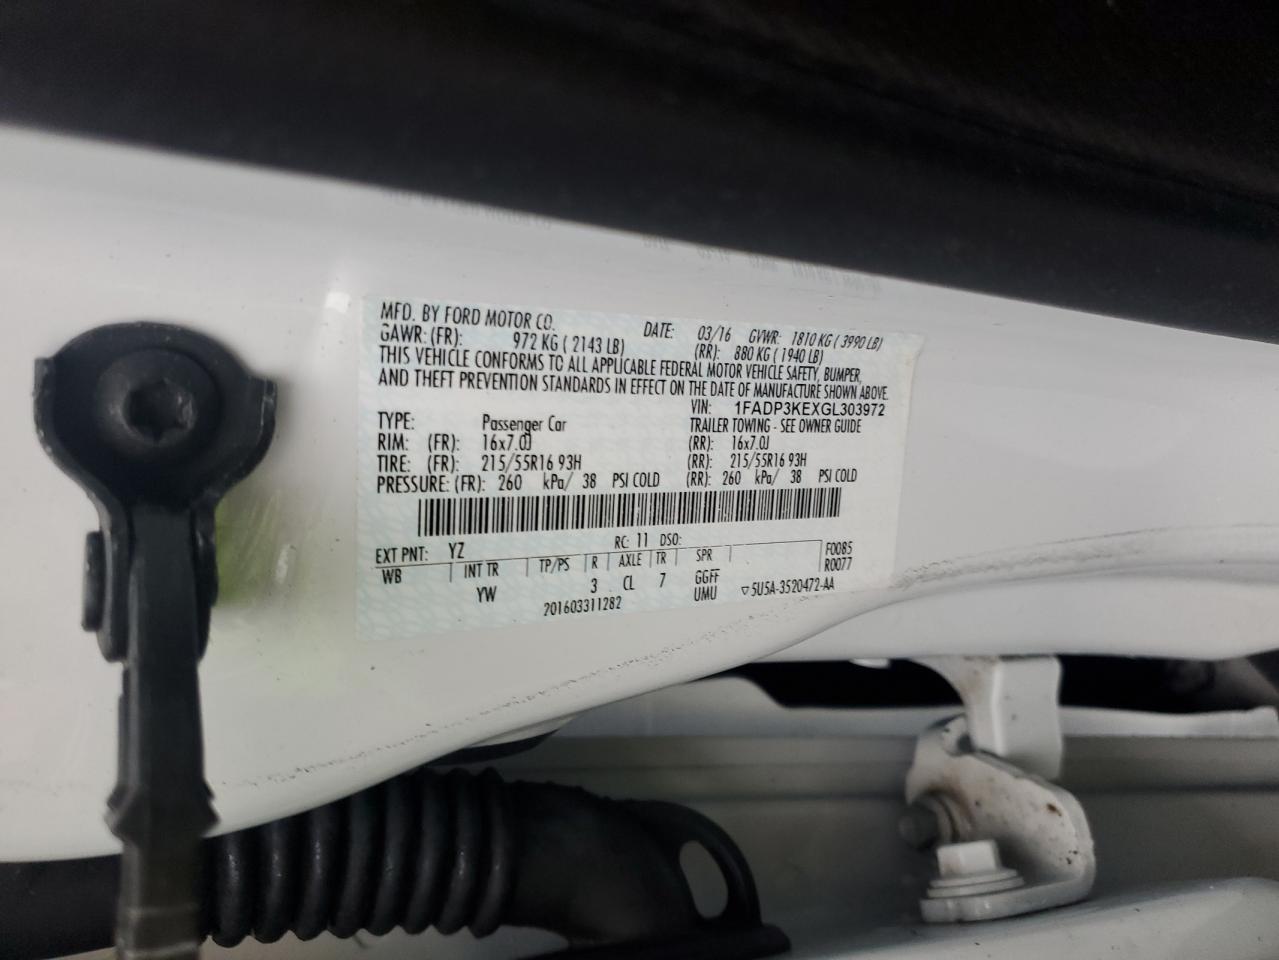 MFD. BY FORD MOTOR CO. DATE: 03/16 GVWR: 1810 KG ( 3990 LB)
GAWR: (FR): 972 KG ( 2143 LB) (RR): 880 KG ( 1940 LB)
THIS VEHICLE CONFORMS TO ALL APPLICABLE FEDERAL MOTOR VEHICLE SAFETY, BUMPER,
AND THEFT PREVENTION STANDARDS IN EFFECT ON THE DATE OF MANUFACTURE SHOWN ABOVE.
VIN: 1FADP3KEXGL303972
TYPE: Passenger Car TRAILER TOWING - SEE OWNER GUIDE
RIM: (FR): 16x7.0J (RR): 16x7.0J
TIRE: (FR): 215/55R16 93H (RR): 215/55R16 93H
PRESSURE: (FR): 260 kPa/ 38 PSI COLD (RR): 260 kPa/ 38 PSI COLD
EXT PNT: YZ RC: 11 DSO: F0085
WB INT TR TP/PS R AXLE TR SPR R0077
YW 3 CL 7 GGFF
UMU ▽5U5A-3520472-AA
201603311282